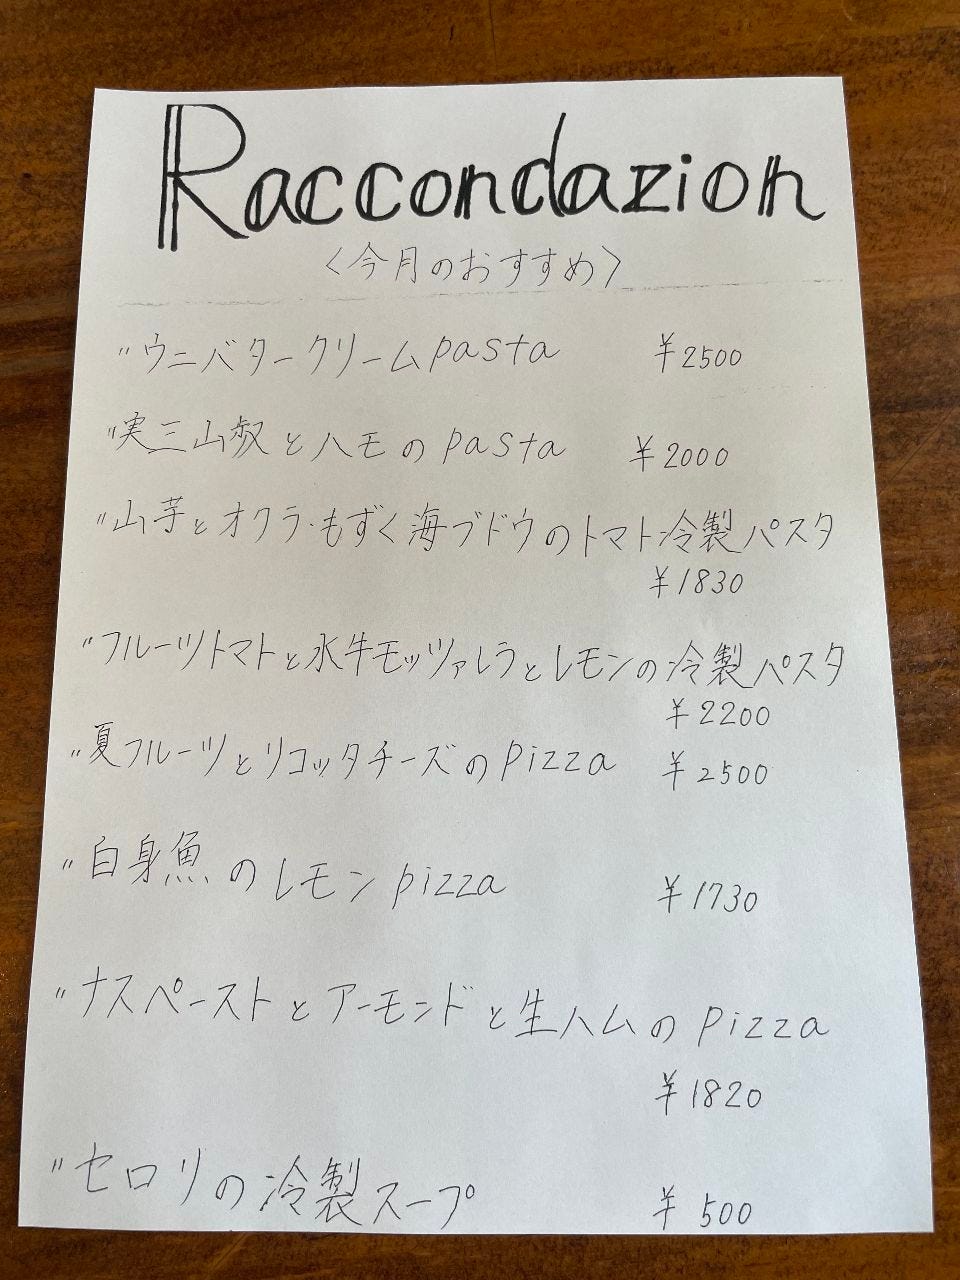 Raccondazion
〈今月のおすすめ〉
〃ウニバタークリームpasta ¥2500
〃実三山椒とハモのpasta ¥2000
〃山芋とオクラ・もずく海ブドウのトマト冷製パスタ
¥1830
〃フルーツトマトと水牛モッツァレラとレモンの冷製パスタ
¥2200
〃夏フルーツとリコッタチーズのpizza ¥2500
〃白身魚のレモンpizza ¥1730
〃ナスペーストとアーモンドと生ハムのpizza
¥1820
〃セロリの冷製スープ ¥500